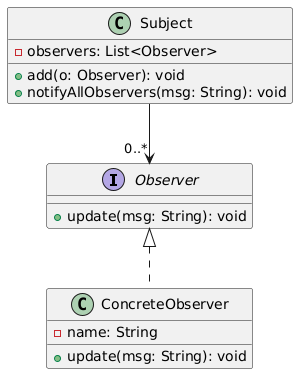 C Subject
observers: List<Observer>
add(o: Observer): void
notifyAllObservers(msg: String): void
0..*
I Observer
update(msg: String): void
C ConcreteObserver
name: String
update(msg: String): void